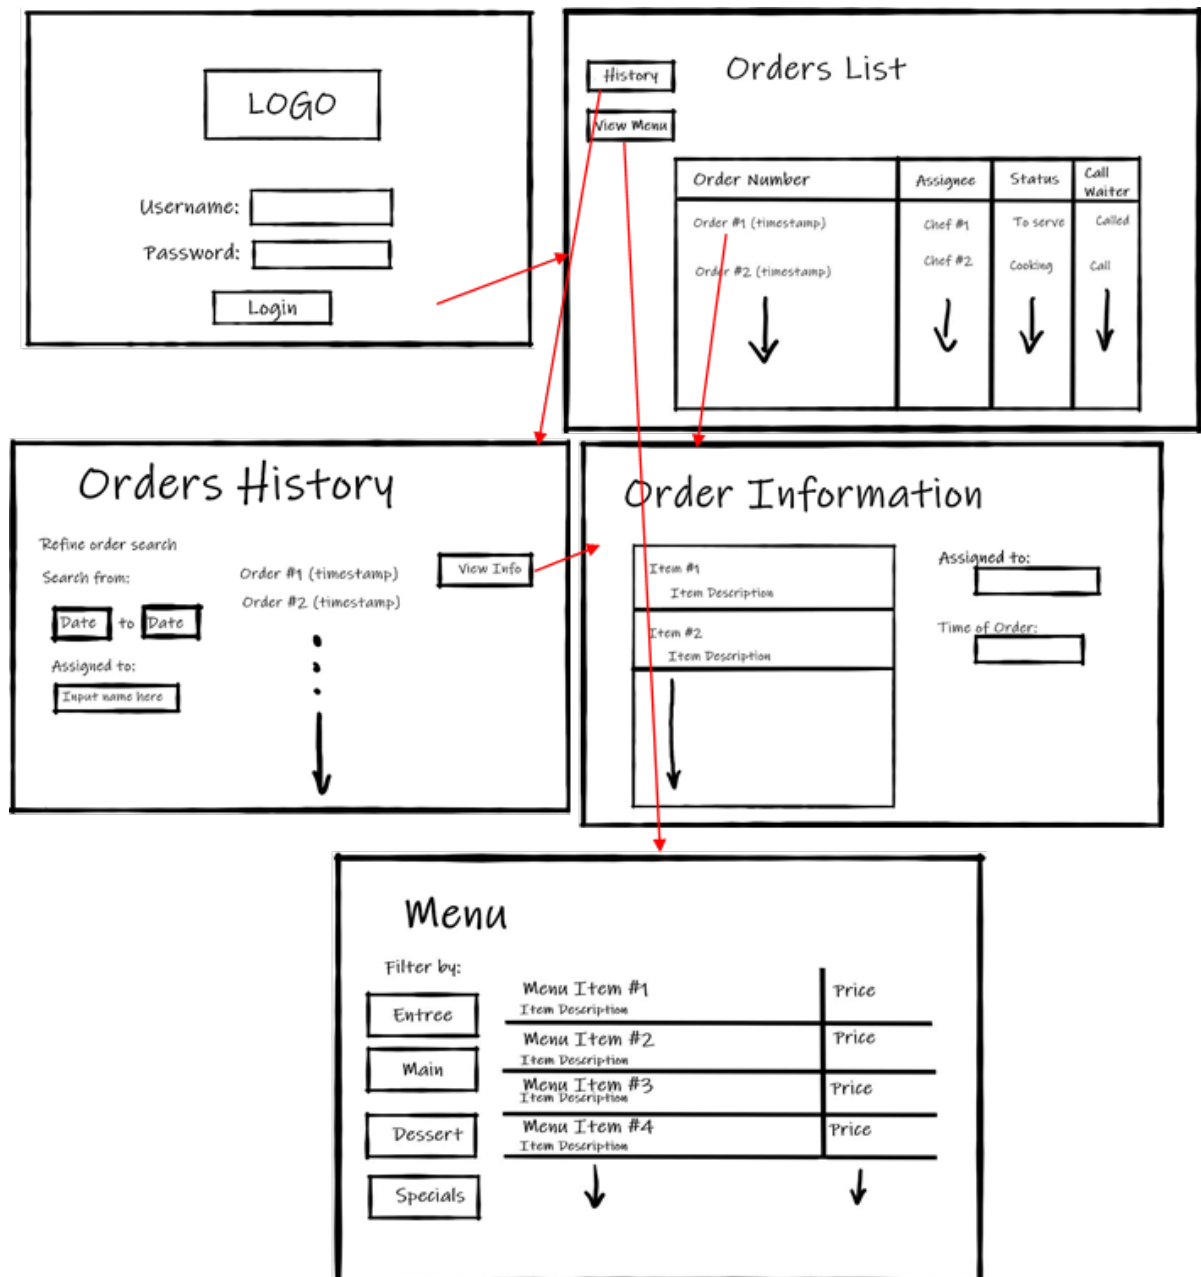 LOGO
Username:
Password:
Login
History
View Menu
Orders List
Order Number Assignee Status Call Waiter
Order #1 (timestamp) Chef #1 To serve Called
Order #2 (timestamp) Chef #2 Cooking Call
Orders History
Refine order search
Search from:
Date to Date
Assigned to:
Input name here
Order #1 (timestamp)
Order #2 (timestamp)
View Info
Order Information
Item #1
Item Description
Item #2
Item Description
Assigned to:
Time of Order:
Menu
Filter by:
Entree
Main
Dessert
Specials
Menu Item #1 Price
Item Description
Menu Item #2 Price
Item Description
Menu Item #3 Price
Item Description
Menu Item #4 Price
Item Description